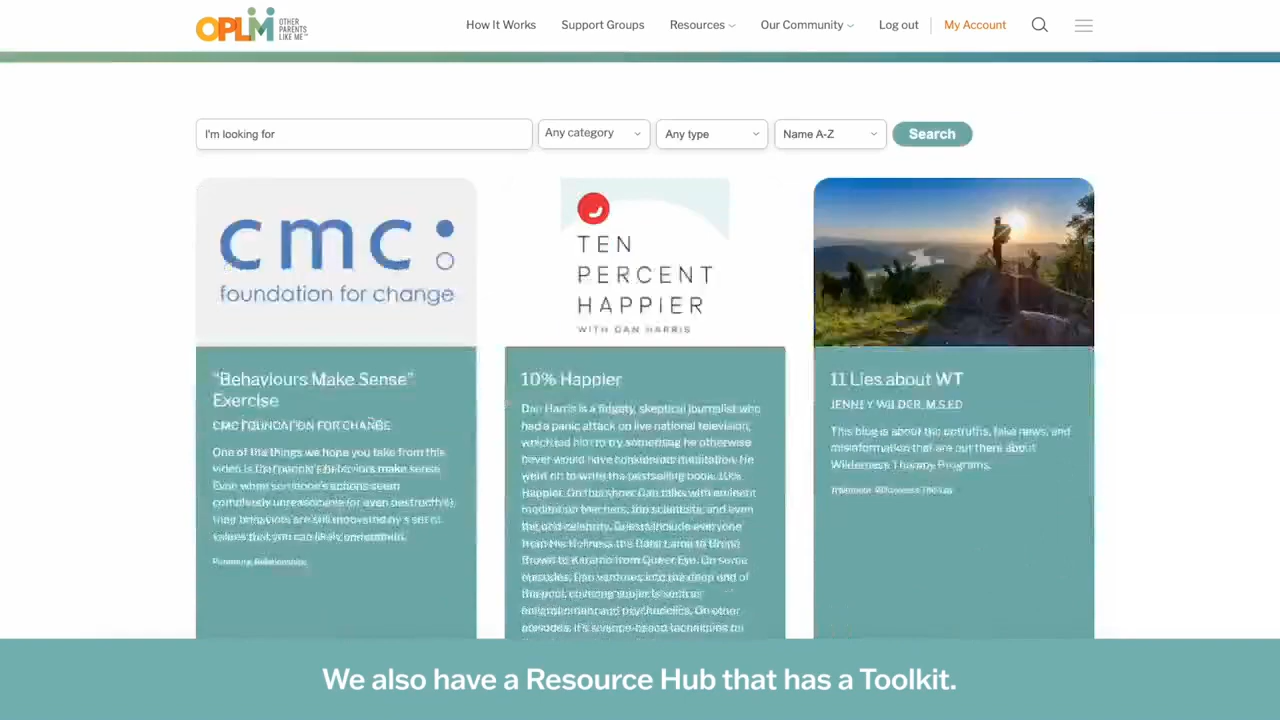 OPLM OTHER PARENTS LIKE ME™
How It Works Support Groups Resources Our Community Log out My Account
I'm looking for Any category Any type Name A-Z Search
cmc:
foundation for change
TEN
PERCENT
HAPPIER
WITH DAN HARRIS
"Behaviours Make Sense"
Exercise
CMC FOUNDATION FOR CHANGE
One of the things we hope you take from this
video is that people's behaviors make sense.
Even when someone's actions seem
completely unreasonable (or even destructive),
they behaviors are still motivated by a set of
values that you can likely understand.
10% Happier
Dan Harris is a fidgety, skeptical journalist who
had a panic attack on live national television,
which led him to try something he otherwise
never would have considered: meditation. He
went on to write the bestselling book, 10%
Happier. On this show, Dan talks with eminent
meditation teachers, top scientists, and even
the odd celebrity. Guests include everyone
from His Holiness the Dalai Lama to Brené
Brown to Karamo from Queer Eye. On some
episodes, Dan ventures into the deep end of
the pool, covering subjects such as
enlightenment and psychedelics. On other
episodes, it's science-based techniques for
11 Lies about WT
JENNEY WILDER, M.S.ED
This blog is about the untruths, fake news, and
misinformation that are out there about
Wilderness Therapy Programs.
We also have a Resource Hub that has a Toolkit.